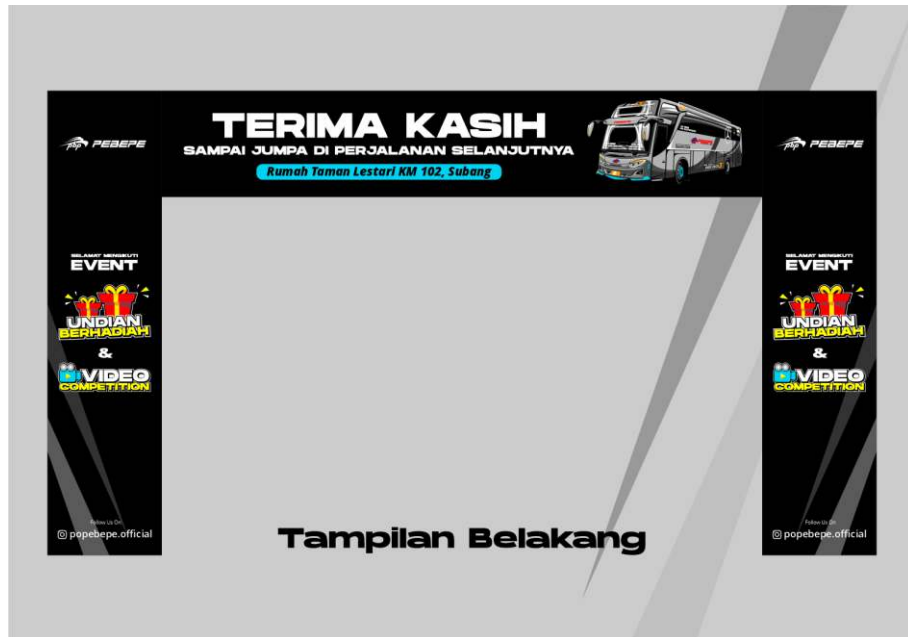 TERIMA KASIH
SAMPAI JUMPA DI PERJALANAN SELANJUTNYA
Rumah Taman Lestari KM 102, Subang
pbp PEBEPE
SELAMAT MENGIKUTI
EVENT
UNDIAN
BERHADIAH
&
VIDEO
COMPETITION
Follow Us On
popebepe.official
pbp PEBEPE
SELAMAT MENGIKUTI
EVENT
UNDIAN
BERHADIAH
&
VIDEO
COMPETITION
Follow Us On
popebepe.official
Tampilan Belakang